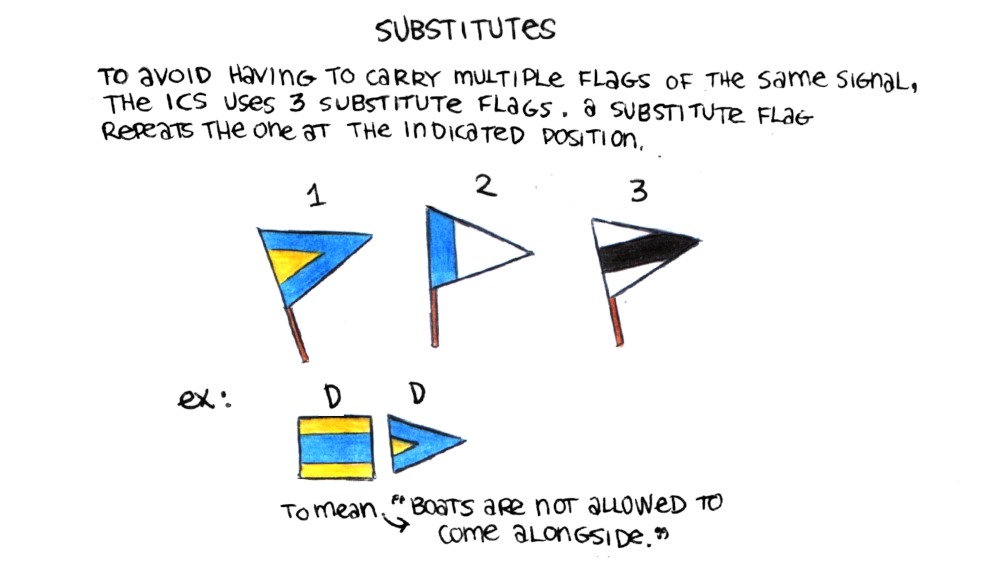 SUBSTITUTES
TO AVOID HAVING TO CARRY MULTIPLE FLAGS OF THE SAME SIGNAL,
THE ICS USES 3 SUBSTITUTE FLAGS. A SUBSTITUTE FLAG
REPEATS THE ONE AT THE INDICATED POSITION.
1 2 3
ex: D D
To mean "BOATS ARE NOT ALLOWED TO
COME ALONGSIDE."